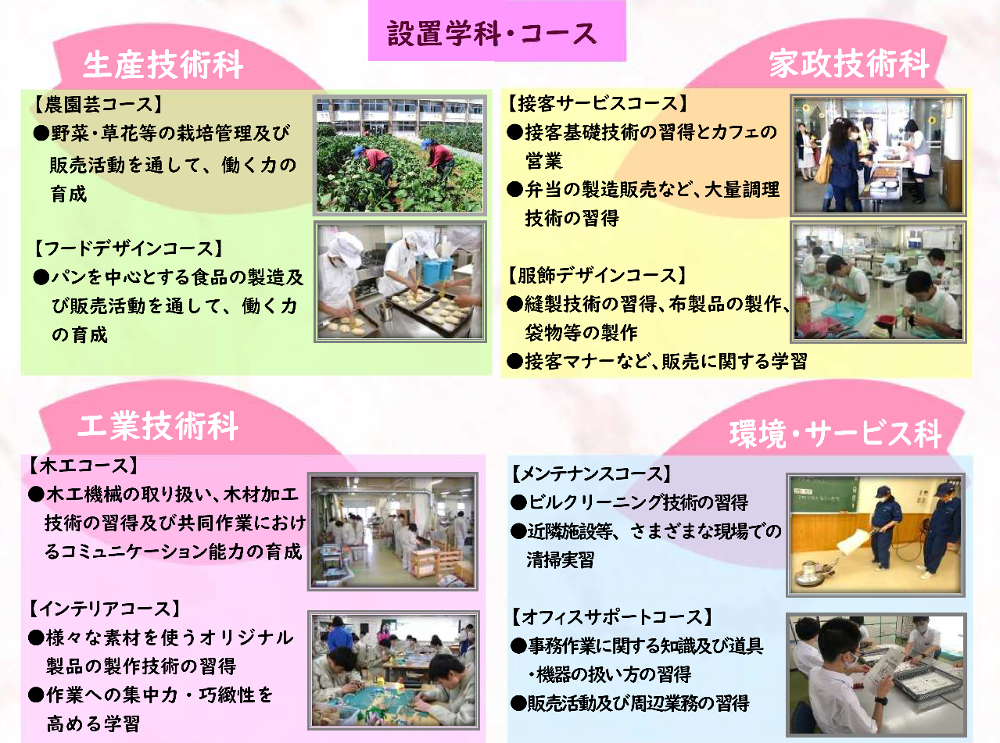 設置学科・コース
生産技術科
【農園芸コース】
●野菜・草花等の栽培管理及び
販売活動を通して、働く力の
育成
【フードデザインコース】
●パンを中心とする食品の製造及
び販売活動を通して、働く力
の育成
家政技術科
【接客サービスコース】
●接客基礎技術の習得とカフェの
営業
●弁当の製造販売など、大量調理
技術の習得
【服飾デザインコース】
●縫製技術の習得、布製品の製作、
袋物等の製作
●接客マナーなど、販売に関する学習
工業技術科
【木工コース】
●木工機械の取り扱い、木材加工
技術の習得及び共同作業におけ
るコミュニケーション能力の育成
【インテリアコース】
●様々な素材を使うオリジナル
製品の製作技術の習得
●作業への集中力・巧緻性を
高める学習
環境・サービス科
【メンテナンスコース】
●ビルクリーニング技術の習得
●近隣施設等、さまざまな現場での
清掃実習
【オフィスサポートコース】
●事務作業に関する知識及び道具
・機器の扱い方の習得
●販売活動及び周辺業務の習得